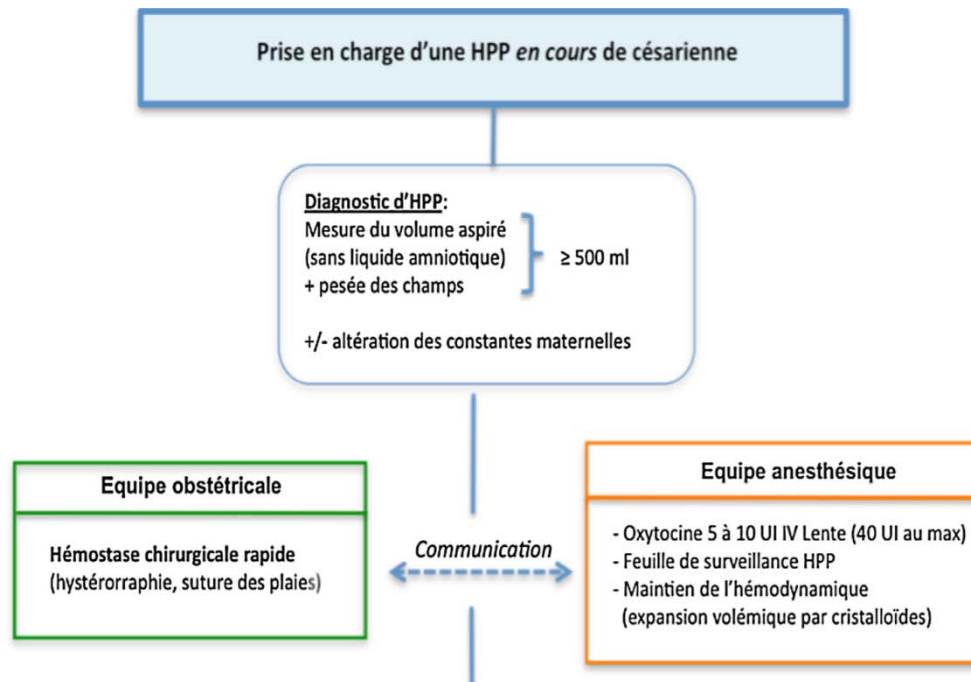 Prise en charge d’une HPP en cours de césarienne
Diagnostic d’HPP:
Mesure du volume aspiré
(sans liquide amniotique)
+ pesée des champs
≥ 500 ml
+/- altération des constantes maternelles
Equipe obstétricale
Hémostase chirurgicale rapide
(hystérorraphie, suture des plaies)
Communication
Equipe anesthésique
- Oxytocine 5 à 10 UI IV Lente (40 UI au max)
- Feuille de surveillance HPP
- Maintien de l’hémodynamique
(expansion volémique par cristalloïdes)